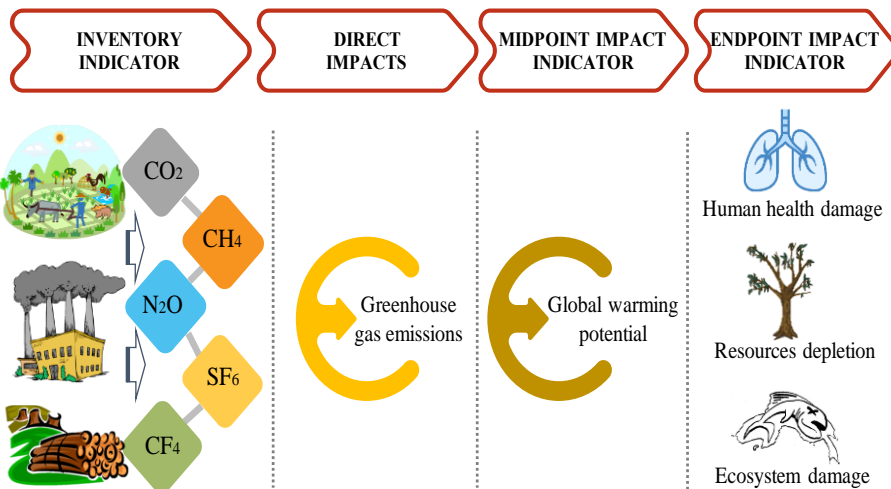 INVENTORY
INDICATOR
DIRECT
IMPACTS
MIDPOINT IMPACT
INDICATOR
ENDPOINT IMPACT
INDICATOR
CO₂
CH₄
N₂O
SF₆
CF₄
Greenhouse
gas emissions
Global warming
potential
Human health damage
Resources depletion
Ecosystem damage